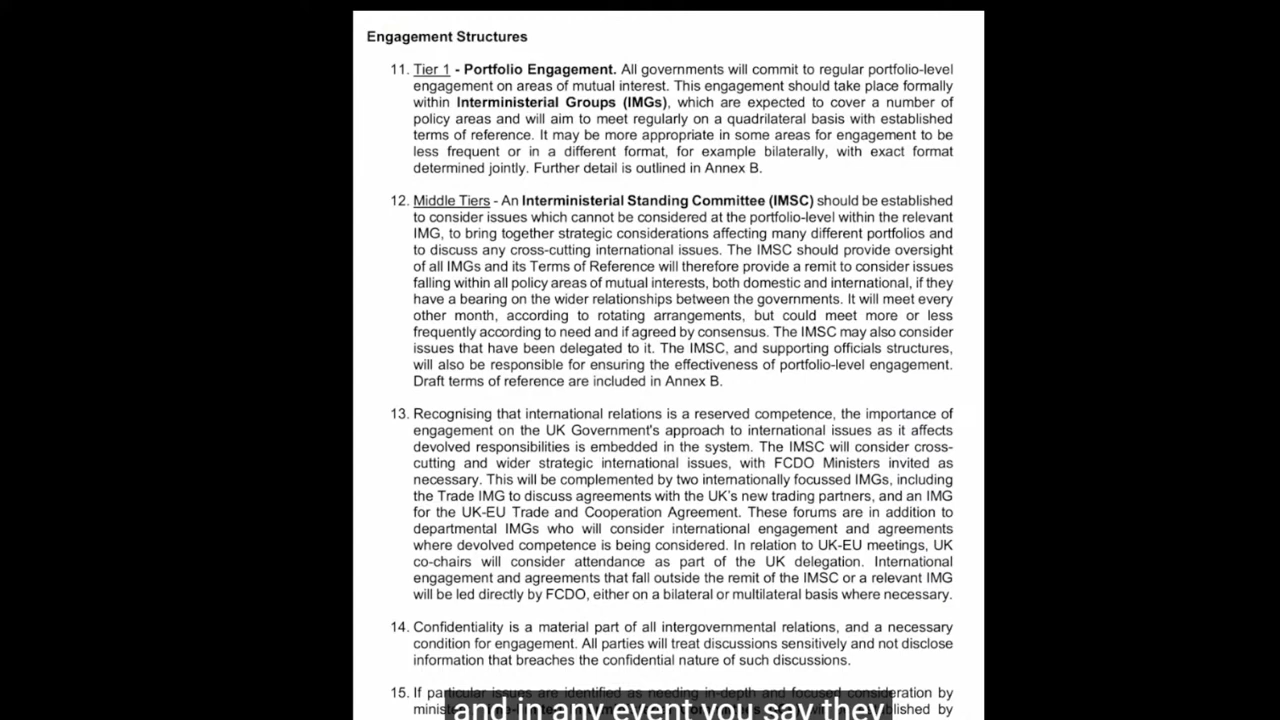 Engagement Structures
11. Tier 1 - Portfolio Engagement. All governments will commit to regular portfolio-level
engagement on areas of mutual interest. This engagement should take place formally
within Interministerial Groups (IMGs), which are expected to cover a number of
policy areas and will aim to meet regularly on a quadrilateral basis with established
terms of reference. It may be more appropriate in some areas for engagement to be
less frequent or in a different format, for example bilaterally, with exact format
determined jointly. Further detail is outlined in Annex B.
12. Middle Tiers - An Interministerial Standing Committee (IMSC) should be established
to consider issues which cannot be considered at the portfolio-level within the relevant
IMG, to bring together strategic considerations affecting many different portfolios and
to discuss any cross-cutting international issues. The IMSC should provide oversight
of all IMGs and its Terms of Reference will therefore provide a remit to consider issues
falling within all policy areas of mutual interests, both domestic and international, if they
have a bearing on the wider relationships between the governments. It will meet every
other month, according to rotating arrangements, but could meet more or less
frequently according to need and if agreed by consensus. The IMSC may also consider
issues that have been delegated to it. The IMSC, and supporting officials structures,
will also be responsible for ensuring the effectiveness of portfolio-level engagement.
Draft terms of reference are included in Annex B.
13. Recognising that international relations is a reserved competence, the importance of
engagement on the UK Government's approach to international issues as it affects
devolved responsibilities is embedded in the system. The IMSC will consider cross-
cutting and wider strategic international issues, with FCDO Ministers invited as
necessary. This will be complemented by two internationally focussed IMGs, including
the Trade IMG to discuss agreements with the UK's new trading partners, and an IMG
for the UK-EU Trade and Cooperation Agreement. These forums are in addition to
departmental IMGs who will consider international engagement and agreements
where devolved competence is being considered. In relation to UK-EU meetings, UK
co-chairs will consider attendance as part of the UK delegation. International
engagement and agreements that fall outside the remit of the IMSC or a relevant IMG
will be led directly by FCDO, either on a bilateral or multilateral basis where necessary.
14. Confidentiality is a material part of all intergovernmental relations, and a necessary
condition for engagement. All parties will treat discussions sensitively and not disclose
information that breaches the confidential nature of such discussions.
15. If particular issues are identified as needing in-depth and focused consideration by
and in any event you say they